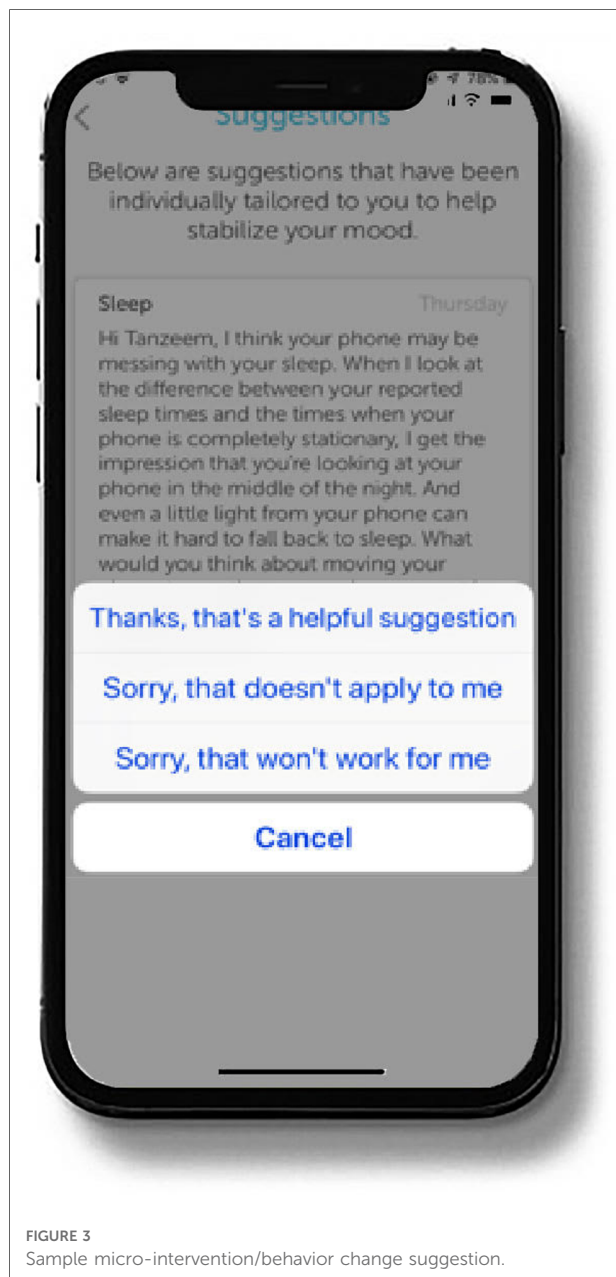 78%
Suggestions
Below are suggestions that have been
individually tailored to you to help
stabilize your mood.
Sleep Thursday
Hi Tanzeem, I think your phone may be
messing with your sleep. When I look at
the difference between your reported
sleep times and the times when your
phone is completely stationary, I get the
impression that you're looking at your
phone in the middle of the night. And
even a little light from your phone can
make it hard to fall back to sleep. What
would you think about moving your
Thanks, that's a helpful suggestion
Sorry, that doesn't apply to me
Sorry, that won't work for me
Cancel
FIGURE 3
Sample micro-intervention/behavior change suggestion.